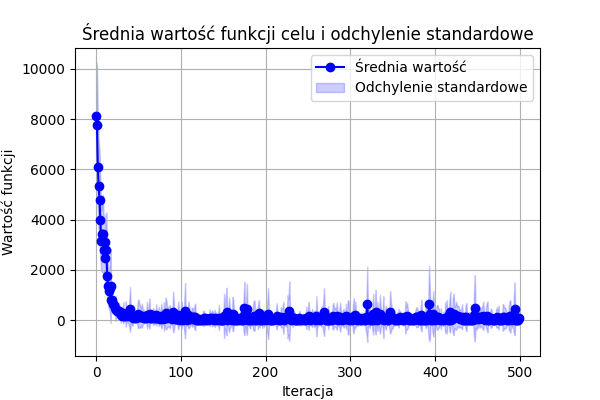 Średnia wartość funkcji celu i odchylenie standardowe
Średnia wartość
Odchylenie standardowe
Wartość funkcji
10000
8000
6000
4000
2000
0
0 100 200 300 400 500
Iteracja